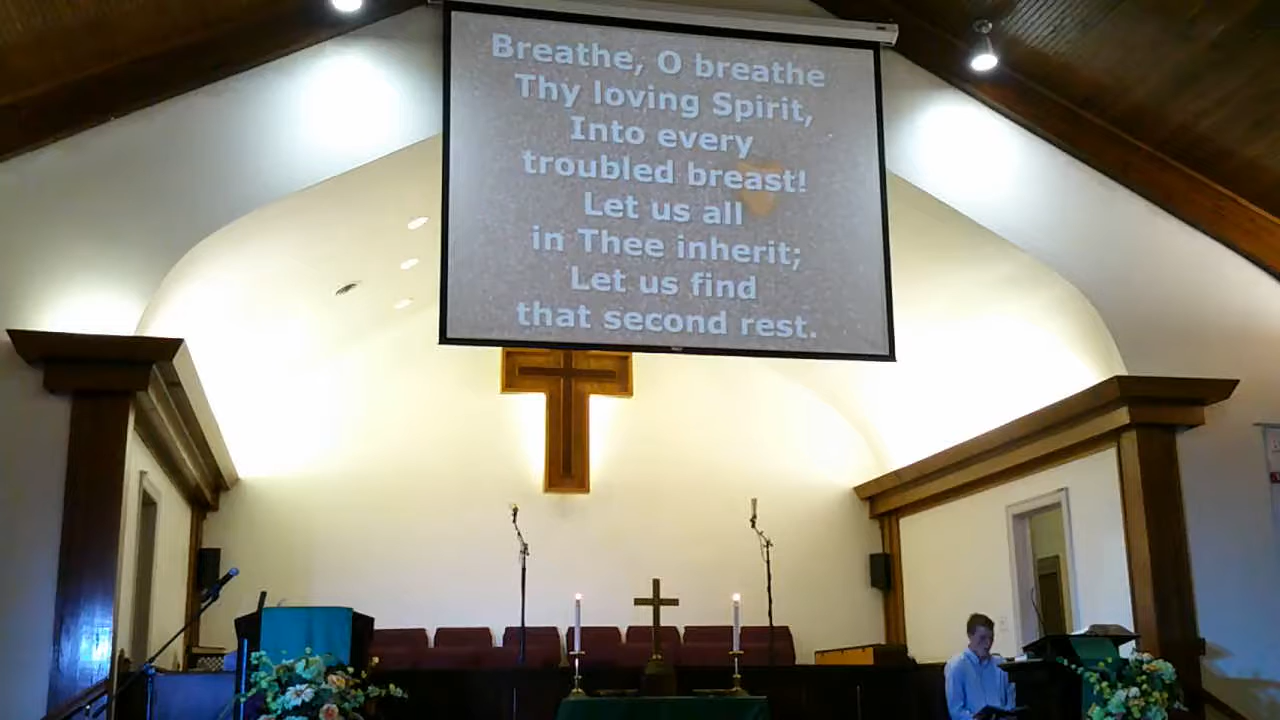 Breathe, O breathe
Thy loving Spirit,
Into every
troubled breast!
Let us all
in Thee inherit;
Let us find
that second rest.